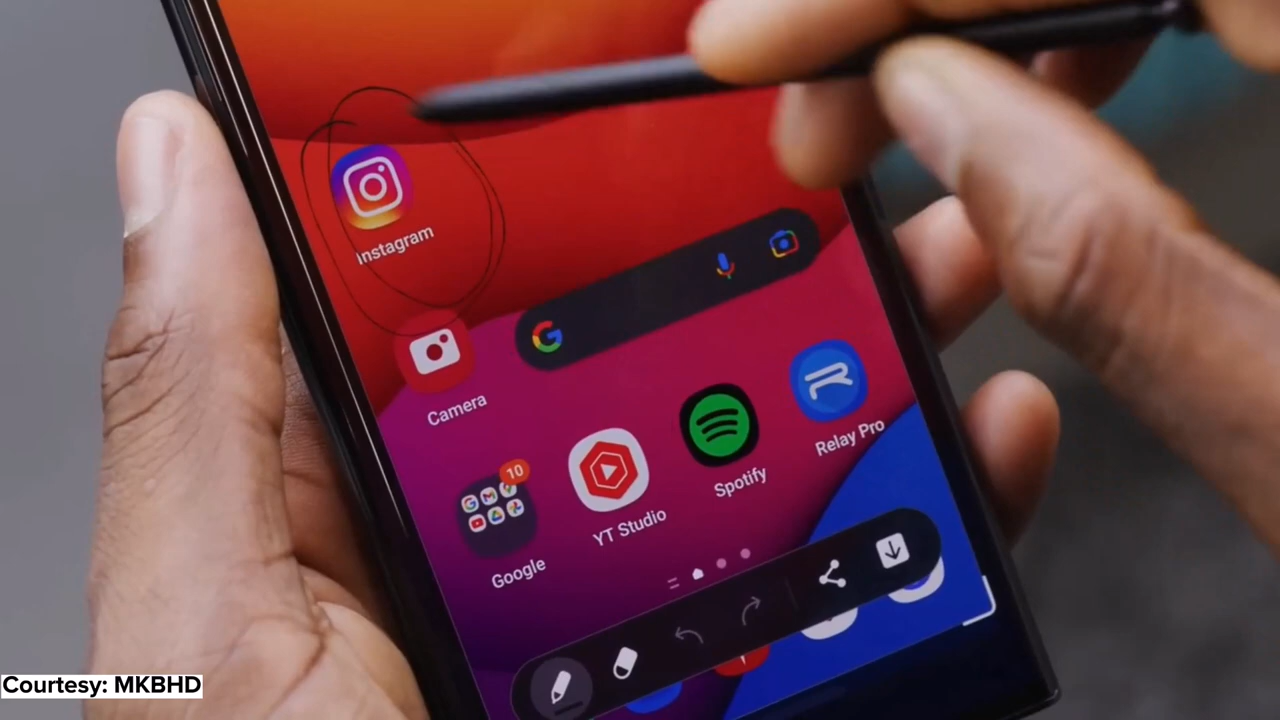 Instagram
Camera
10
Google
YT Studio
Spotify
Relay Pro
Courtesy: MKBHD